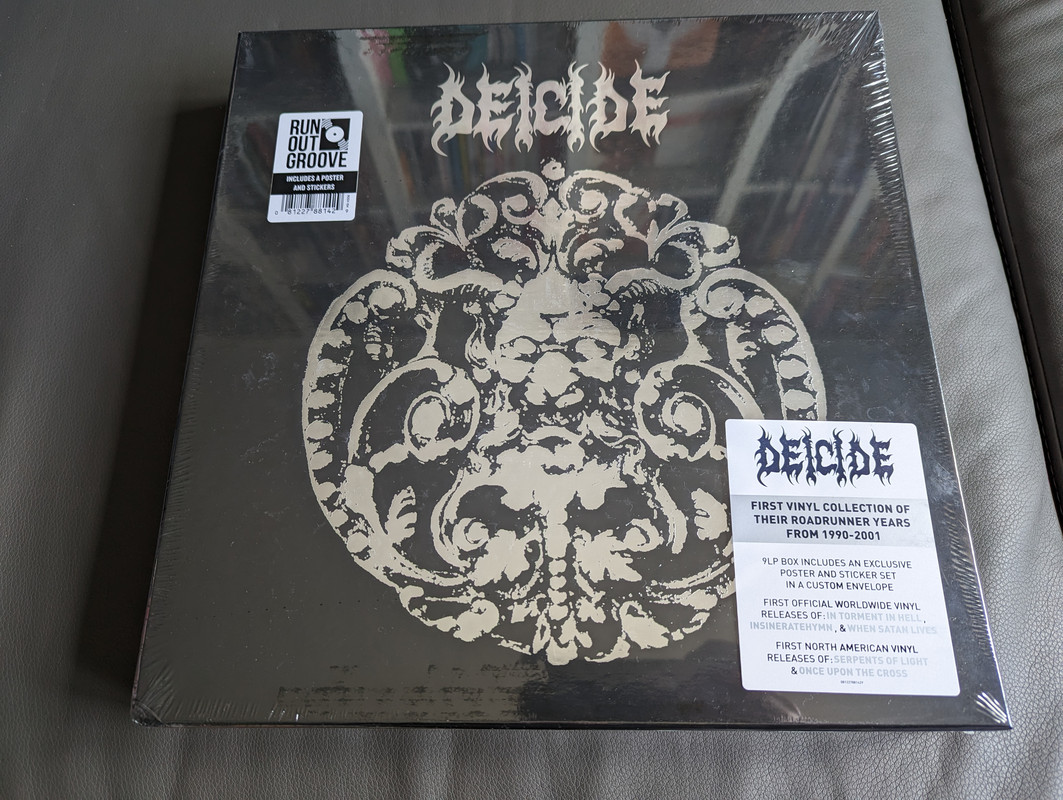 DEICIDE
RUN
OUT
GROOVE
INCLUDES A POSTER
AND STICKERS
0 81227 88142
DEICIDE
FIRST VINYL COLLECTION OF
THEIR ROADRUNNER YEARS
FROM 1990-2001
9LP BOX INCLUDES AN EXCLUSIVE
POSTER AND STICKER SET
IN A CUSTOM ENVELOPE
FIRST OFFICIAL WORLDWIDE VINYL
RELEASES OF: IN TORMENT IN HELL,
INSINERATEHYMN, & WHEN SATAN LIVES
FIRST NORTH AMERICAN VINYL
RELEASES OF: SERPENTS OF LIGHT
& ONCE UPON THE CROSS